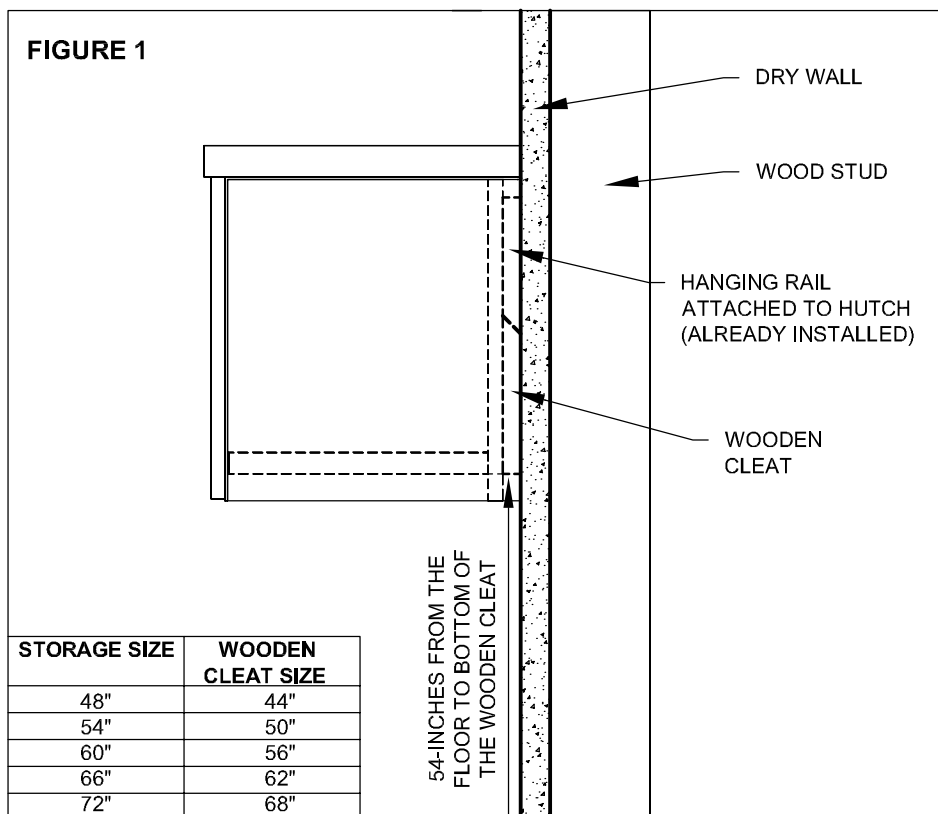 FIGURE 1
DRY WALL
WOOD STUD
HANGING RAIL
ATTACHED TO HUTCH
(ALREADY INSTALLED)
WOODEN
CLEAT
54-INCHES FROM THE
FLOOR TO BOTTOM OF
THE WOODEN CLEAT
STORAGE SIZE WOODEN
CLEAT SIZE
48" 44"
54" 50"
60" 56"
66" 62"
72" 68"